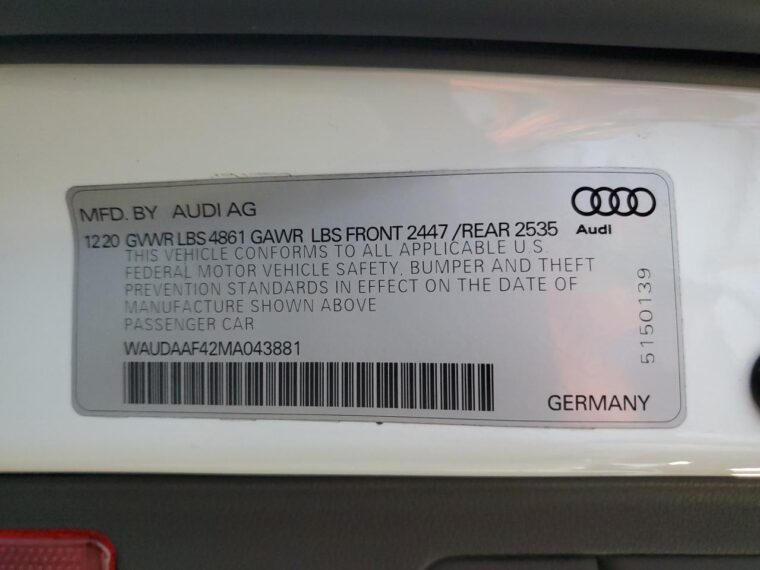 MFD. BY AUDI AG
Audi
12 20 GVWR LBS 4861 GAWR LBS FRONT 2447 /REAR 2535
THIS VEHICLE CONFORMS TO ALL APPLICABLE U.S.
FEDERAL MOTOR VEHICLE SAFETY, BUMPER AND THEFT
PREVENTION STANDARDS IN EFFECT ON THE DATE OF
MANUFACTURE SHOWN ABOVE
PASSENGER CAR
WAUDAAF42MA043881
5150139
GERMANY